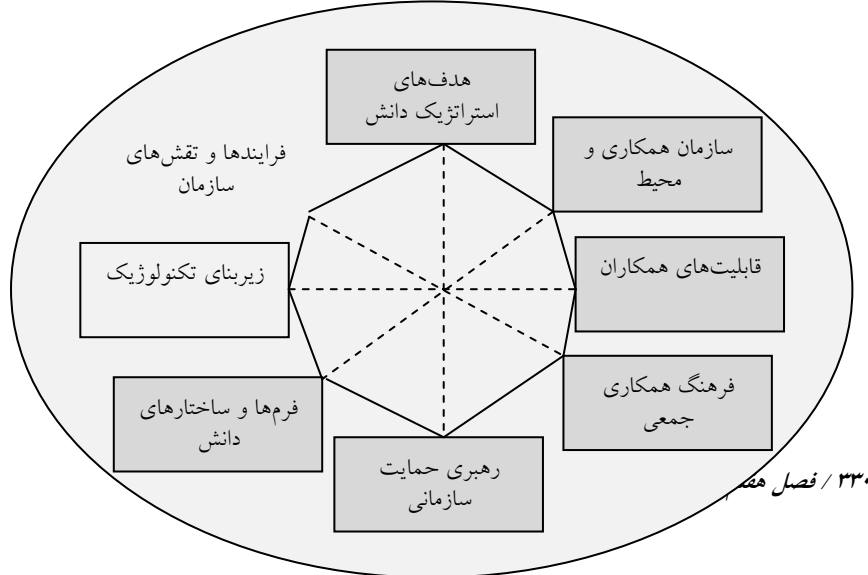 هدف‌های
استراتژیک دانش
سازمان همکاری و
محیط
فرایندها و تقش‌های
سازمان
زیربنای تکنولوژیک
قابلیت‌های همکاران
فرهنگ همکاری
جمعی
فرم‌ها و ساختارهای
دانش
رهبری حمایت
سازمانی
۳۳۰ / فصل